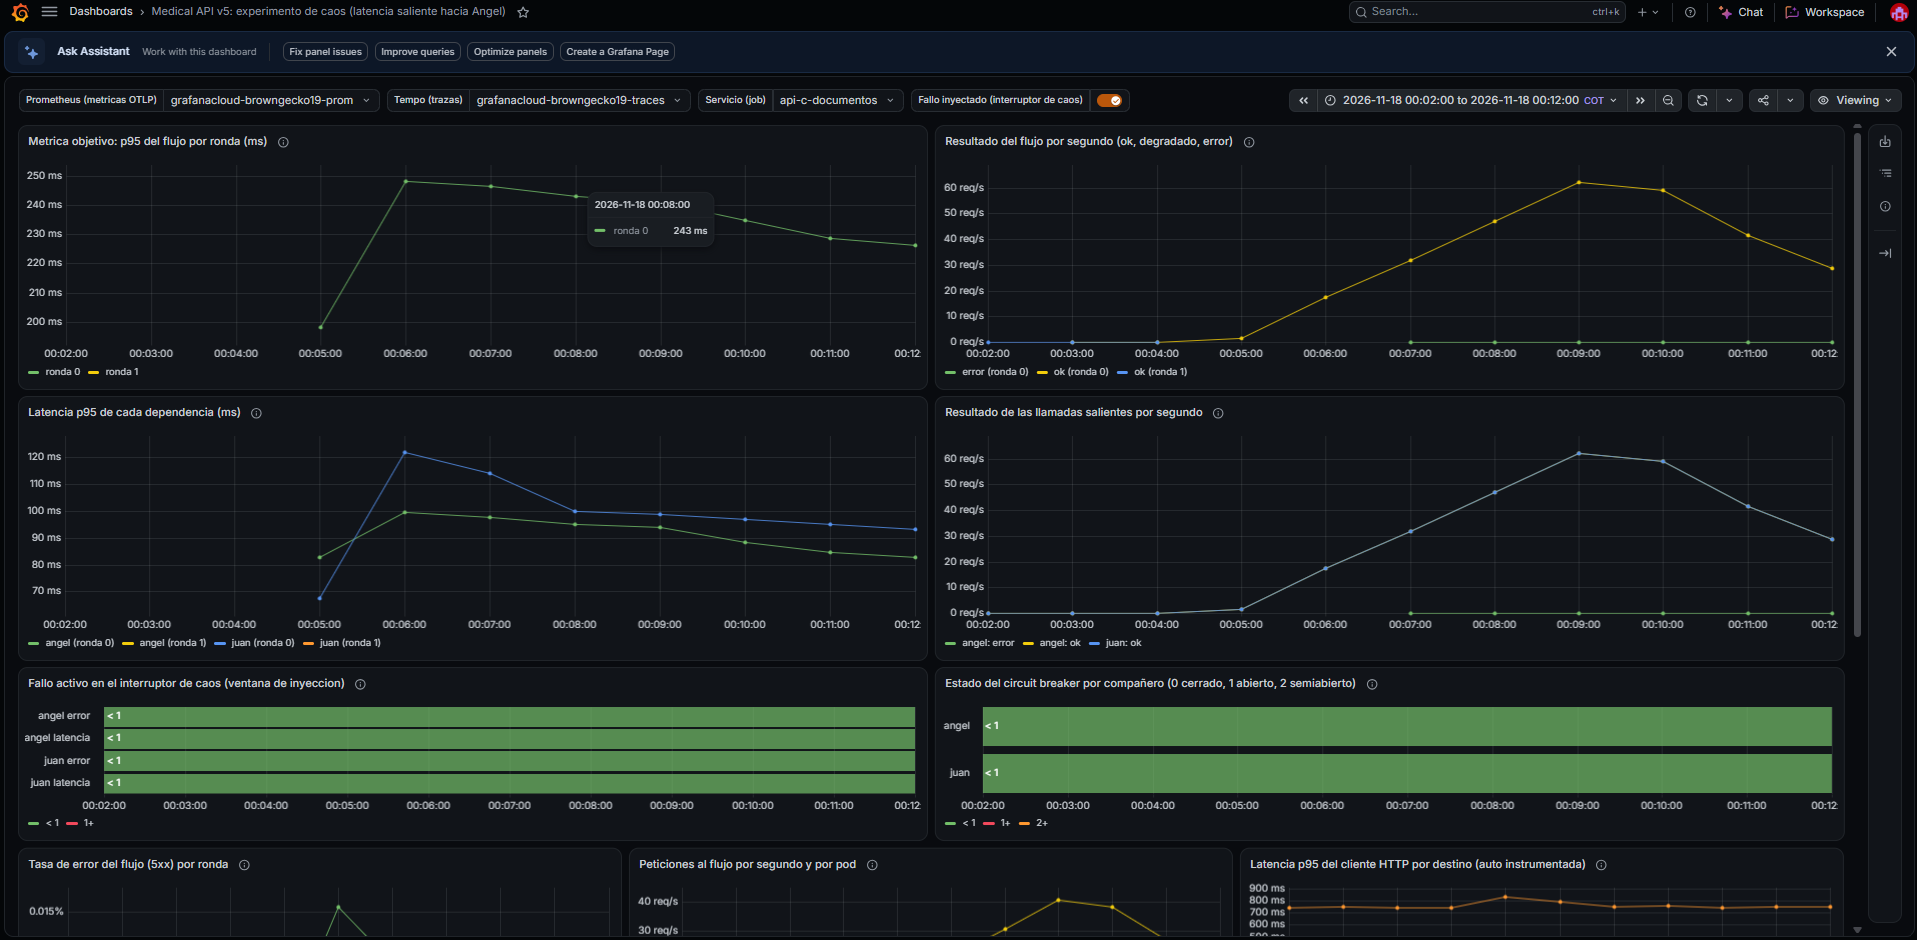 Dashboards › Medical API v5: experimento de caos (latencia saliente hacia Angel)
Search... ctrl+k
Chat
Workspace
Ask Assistant Work with this dashboard Fix panel issues Improve queries Optimize panels Create a Grafana Page
Prometheus (metricas OTLP) grafanacloud-browngecko19-prom Tempo (trazas) grafanacloud-browngecko19-traces Servicio (job) api-c-documentos Fallo inyectado (interruptor de caos)
2026-11-18 00:02:00 to 2026-11-18 00:12:00 COT
Viewing
Metrica objetivo: p95 del flujo por ronda (ms)
250 ms
240 ms
230 ms
220 ms
210 ms
200 ms
2026-11-18 00:08:00
ronda 0 243 ms
00:02:00 00:03:00 00:04:00 00:05:00 00:06:00 00:07:00 00:08:00 00:09:00 00:10:00 00:11:00 00:12:
ronda 0 ronda 1
Resultado del flujo por segundo (ok, degradado, error)
60 req/s
50 req/s
40 req/s
30 req/s
20 req/s
10 req/s
0 req/s
00:02:00 00:03:00 00:04:00 00:05:00 00:06:00 00:07:00 00:08:00 00:09:00 00:10:00 00:11:00 00:12:
error (ronda 0) ok (ronda 0) ok (ronda 1)
Latencia p95 de cada dependencia (ms)
120 ms
110 ms
100 ms
90 ms
80 ms
70 ms
00:02:00 00:03:00 00:04:00 00:05:00 00:06:00 00:07:00 00:08:00 00:09:00 00:10:00 00:11:00 00:12:
angel (ronda 0) angel (ronda 1) juan (ronda 0) juan (ronda 1)
Resultado de las llamadas salientes por segundo
60 req/s
50 req/s
40 req/s
30 req/s
20 req/s
10 req/s
0 req/s
00:02:00 00:03:00 00:04:00 00:05:00 00:06:00 00:07:00 00:08:00 00:09:00 00:10:00 00:11:00 00:12:
angel: error angel: ok juan: ok
Fallo activo en el interruptor de caos (ventana de inyeccion)
angel error < 1
angel latencia < 1
juan error < 1
juan latencia < 1
00:02:00 00:03:00 00:04:00 00:05:00 00:06:00 00:07:00 00:08:00 00:09:00 00:10:00 00:11:00 00:12:
< 1 1+
Estado del circuit breaker por compañero (0 cerrado, 1 abierto, 2 semiabierto)
angel < 1
juan < 1
00:02:00 00:03:00 00:04:00 00:05:00 00:06:00 00:07:00 00:08:00 00:09:00 00:10:00 00:11:00 00:12:
< 1 1+ 2+
Tasa de error del flujo (5xx) por ronda
0.015%
Peticiones al flujo por segundo y por pod
40 req/s
30 req/s
Latencia p95 del cliente HTTP por destino (auto instrumentada)
900 ms
800 ms
700 ms
600 ms